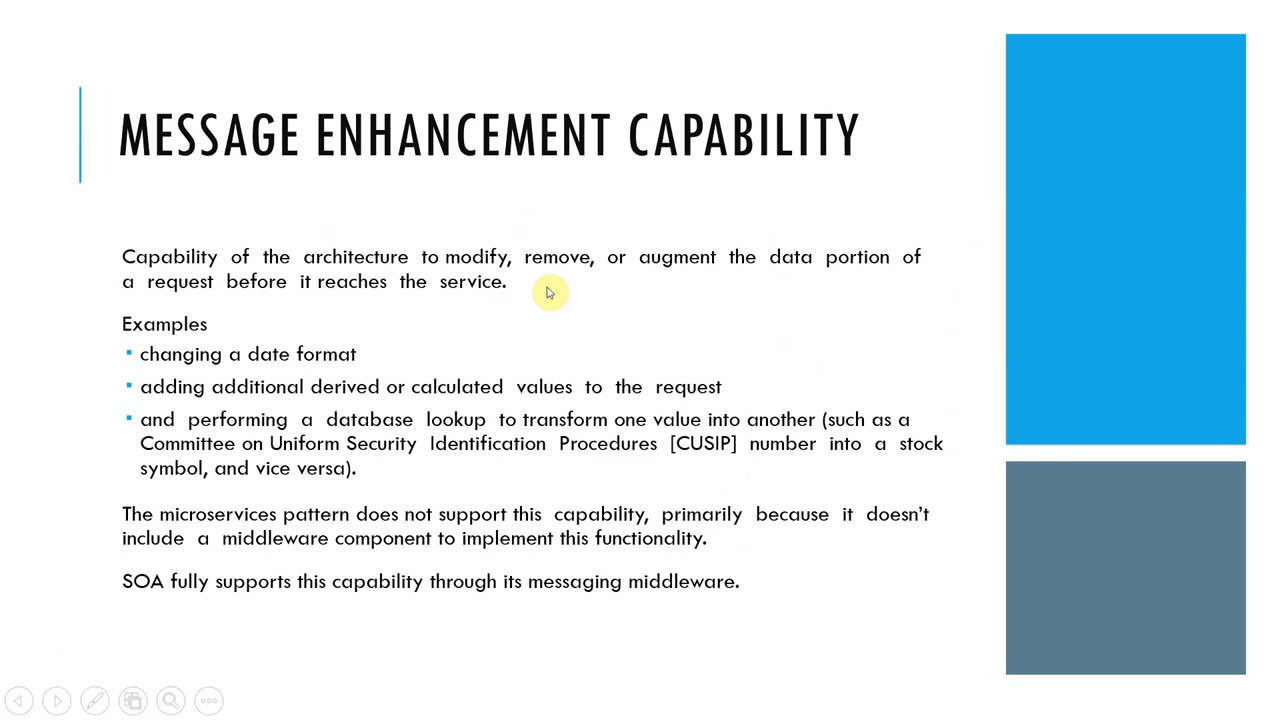 MESSAGE ENHANCEMENT CAPABILITY
Capability of the architecture to modify, remove, or augment the data portion of
a request before it reaches the service.
Examples
▪ changing a date format
▪ adding additional derived or calculated values to the request
▪ and performing a database lookup to transform one value into another (such as a
Committee on Uniform Security Identification Procedures [CUSIP] number into a stock
symbol, and vice versa).
The microservices pattern does not support this capability, primarily because it doesn’t
include a middleware component to implement this functionality.
SOA fully supports this capability through its messaging middleware.